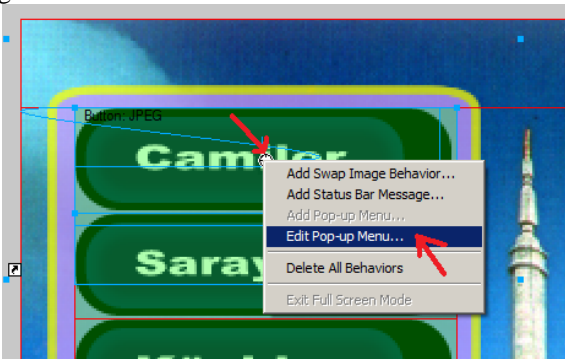 Button: JPEG
Camiler
Add Swap Image Behavior...
Add Status Bar Message...
Add Pop-up Menu...
Edit Pop-up Menu...
Saray
Delete All Behaviors
Exit Full Screen Mode